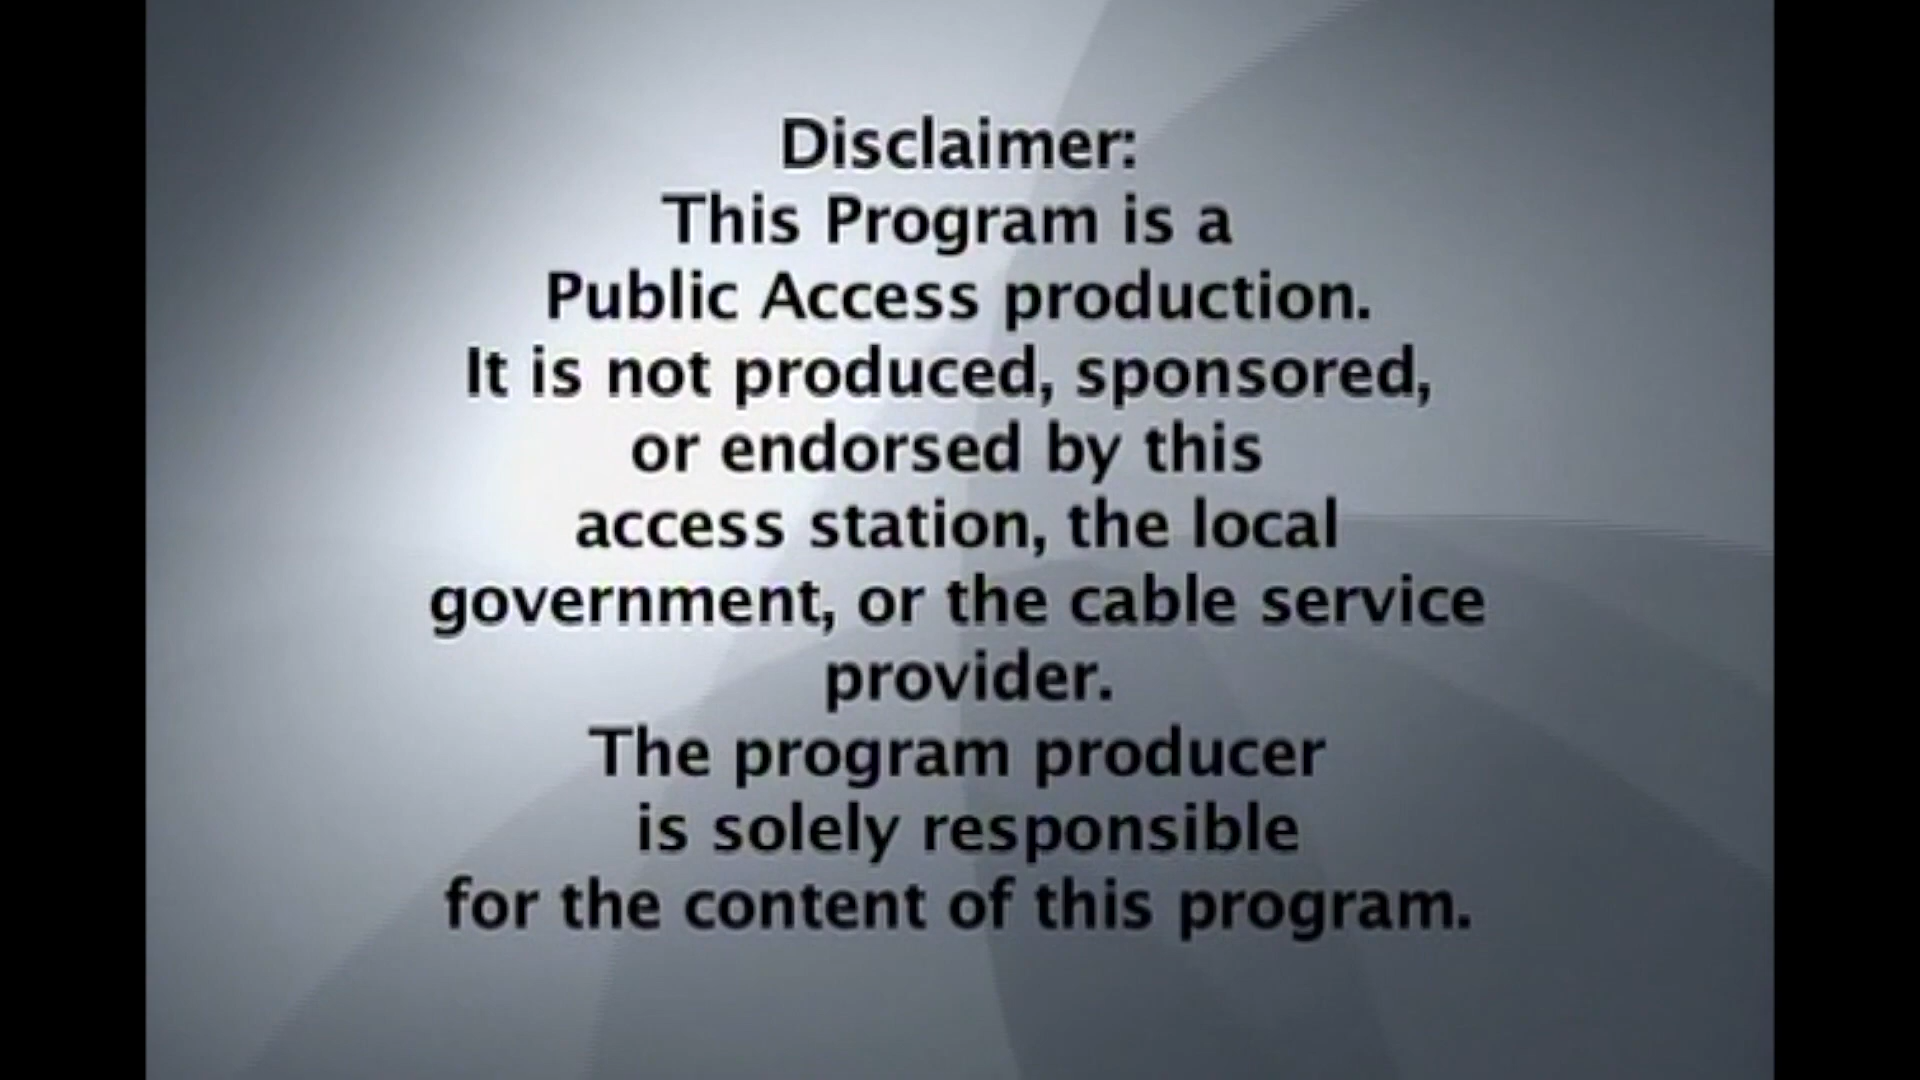 Disclaimer:
This Program is a
Public Access production.
It is not produced, sponsored,
or endorsed by this
access station, the local
government, or the cable service
provider.
The program producer
is solely responsible
for the content of this program.